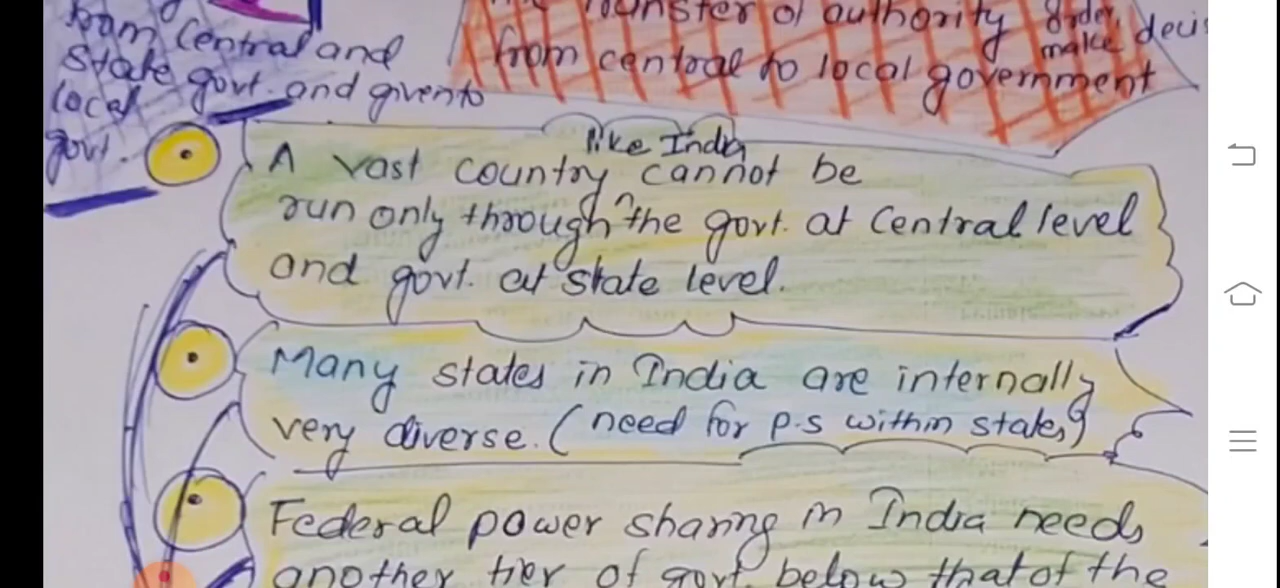 from Central and
State govt. and given to
local
govt.
Transfer of authority order,
make decis
from central to local government
like India
A vast country ^ cannot be
run only through the govt. at Central level
and govt. at state level.
Many states in India are internally
very diverse. (need for p.s within states)
Federal power sharing in India needs
another tier of govt. below that of the